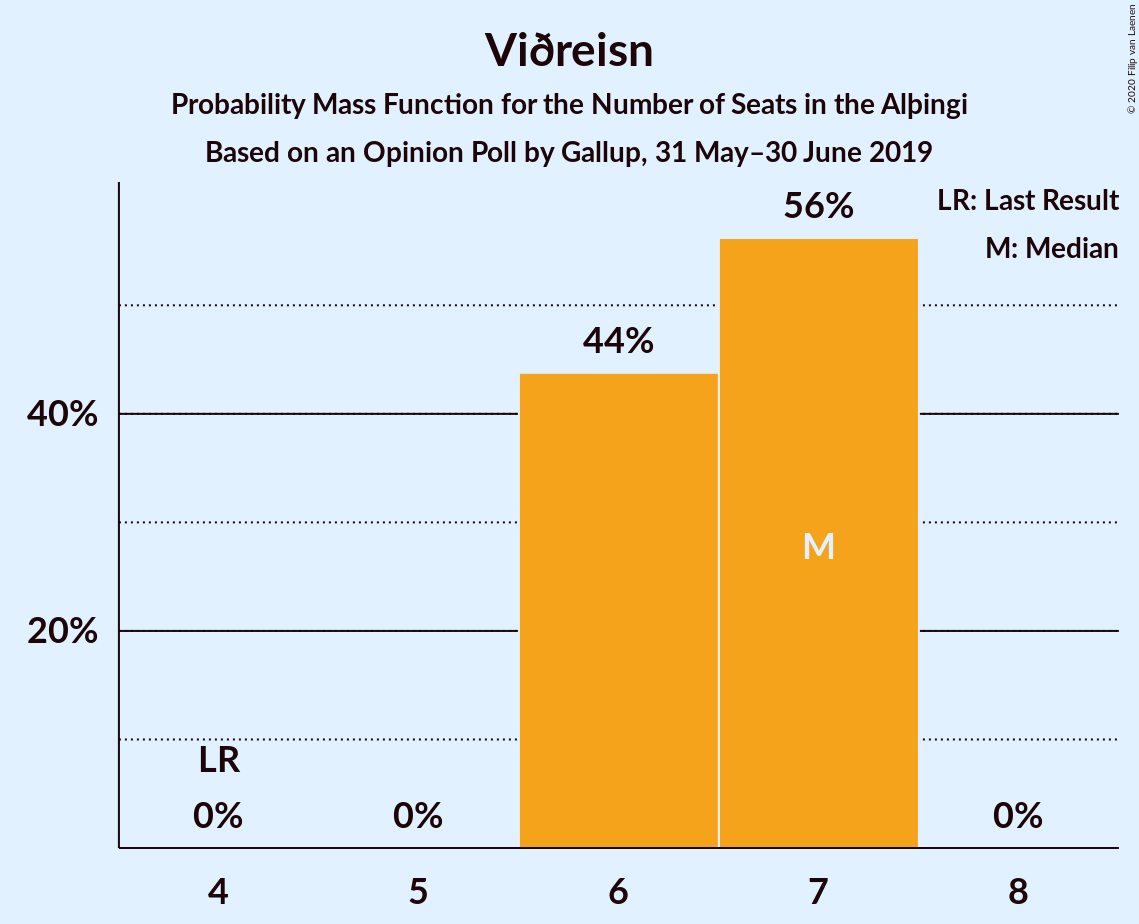 Viðreisn
Probability Mass Function for the Number of Seats in the Alþingi
Based on an Opinion Poll by Gallup, 31 May–30 June 2019
© 2020 Filip van Laenen
LR: Last Result
M: Median
56%
44%
40%
M
20%
LR
0%
0%
0%
4
5
6
7
8